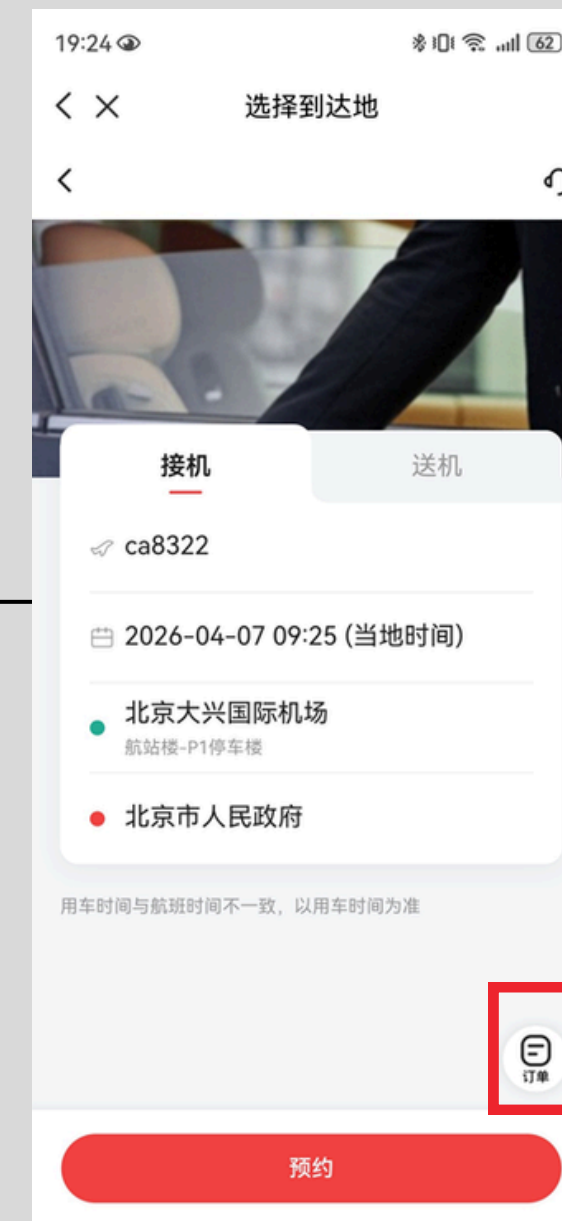 19:24
62
选择到达地
接机
送机
ca8322
2026-04-07 09:25 (当地时间)
北京大兴国际机场
航站楼-P1停车楼
北京市人民政府
用车时间与航班时间不一致，以用车时间为准
订单
预约